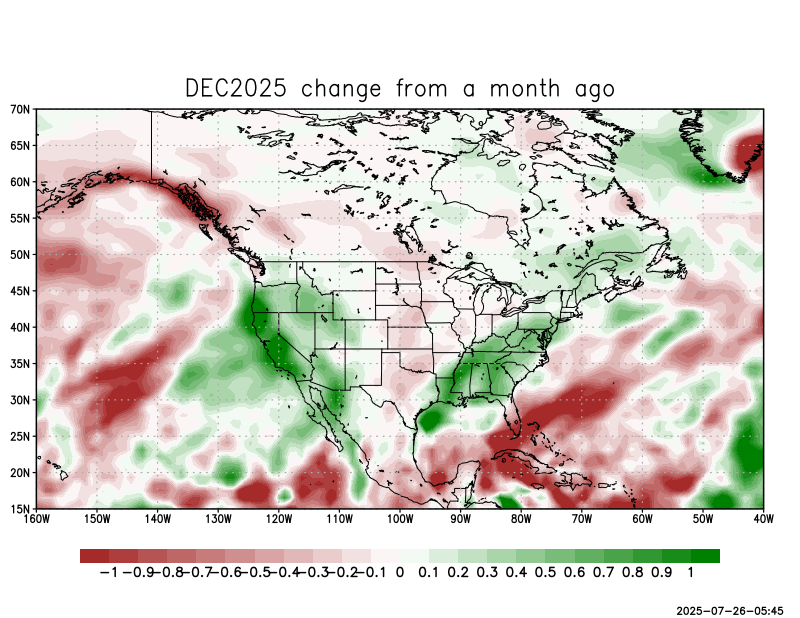 DEC2025 change from a month ago
70N
65N
60N
55N
50N
45N
40N
35N
30N
25N
20N
15N
160W 150W 140W 130W 120W 110W 100W 90W 80W 70W 60W 50W 40W
-1 -0.9 -0.8 -0.7 -0.6 -0.5 -0.4 -0.3 -0.2 -0.1 0 0.1 0.2 0.3 0.4 0.5 0.6 0.7 0.8 0.9 1
2025-07-26-05:45